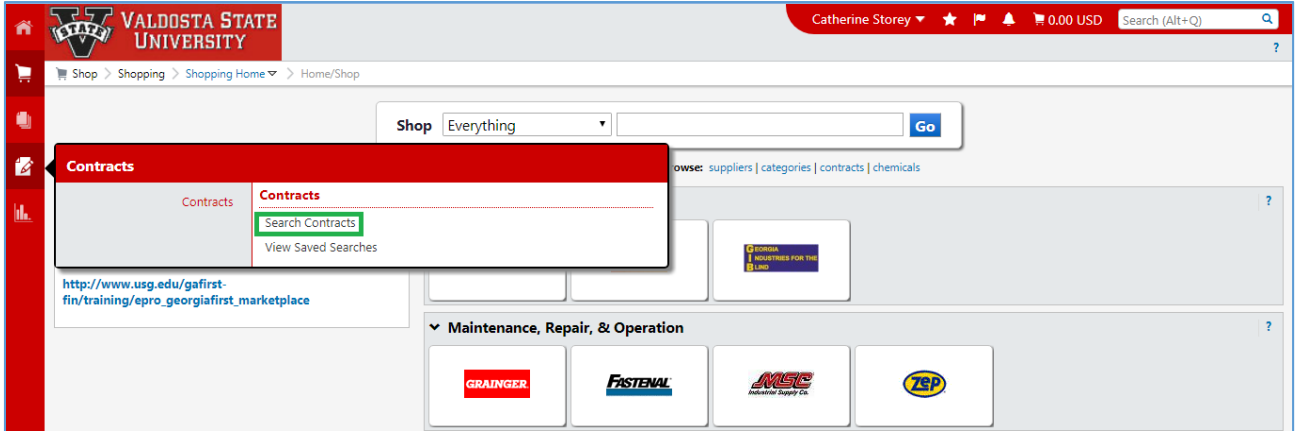 VALDOSTA STATE
UNIVERSITY
STATE
Catherine Storey
0.00 USD
Search (Alt+Q)
?
Shop > Shopping > Shopping Home > Home/Shop
Shop
Everything
Go
owse: suppliers | categories | contracts | chemicals
Contracts
Contracts
Contracts
Search Contracts
View Saved Searches
?
GEORGIA
INDUSTRIES FOR THE
BLIND
http://www.usg.edu/gafirst-
fin/training/epro_georgiafirst_marketplace
Maintenance, Repair, & Operation
?
GRAINGER
FASTENAL
MSC
Industrial Supply Co.
ZEP